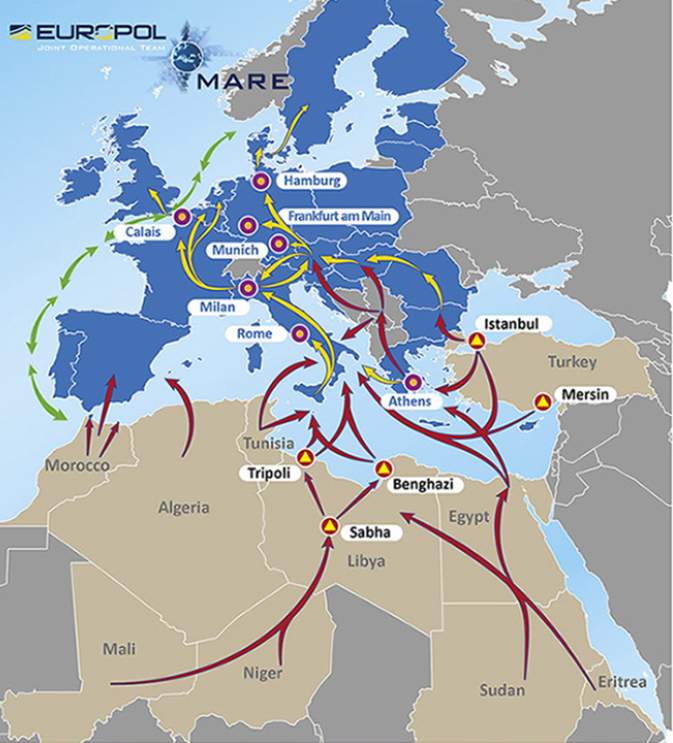 EUROPOL
JOINT OPERATIONAL TEAM
MARE
Hamburg
Frankfurt am Main
Calais
Munich
Milan
Rome
Istanbul
Turkey
Mersin
Athens
Tunisia
Morocco
Tripoli
Benghazi
Algeria
Egypt
Sabha
Libya
Mali
Niger
Sudan
Eritrea